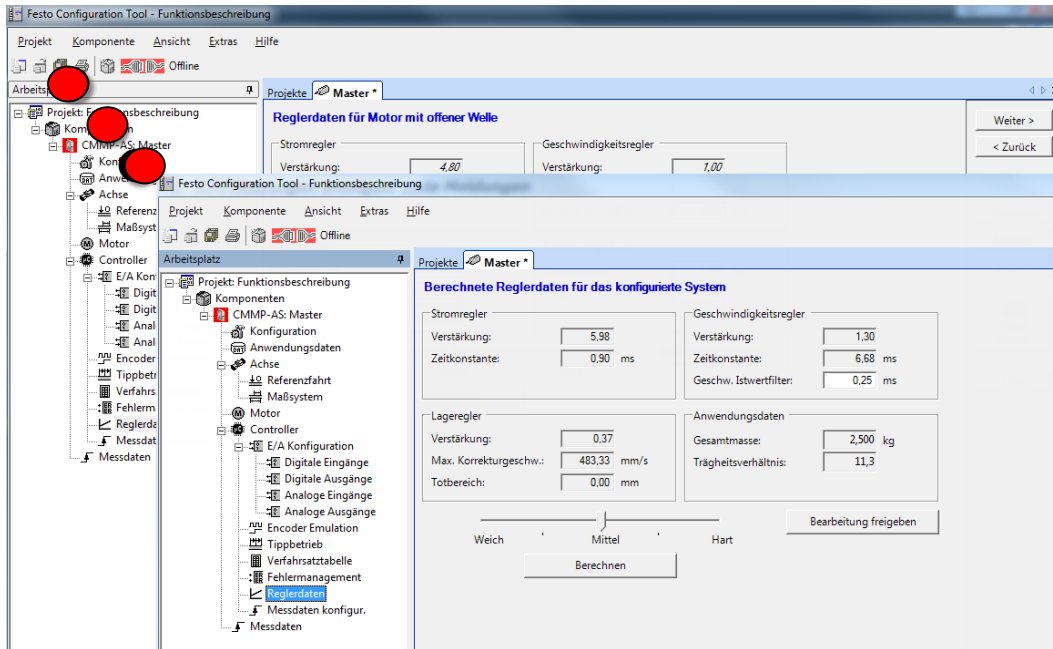 Festo Configuration Tool - Funktionsbeschreibung
Projekt Komponente Ansicht Extras Hilfe
Offline
Projekte Master *
Reglerdaten für Motor mit offener Welle
Weiter >
< Zurück
Stromregler
Verstärkung: 4,80
Geschwindigkeitsregler
Verstärkung: 1,00
CMMP-AS: Master
Achse
Motor
Controller
Messdaten
Festo Configuration Tool - Funktionsbeschreibung
Projekt Komponente Ansicht Extras Hilfe
Offline
Arbeitsplatz
Projekt: Funktionsbeschreibung
Komponenten
CMMP-AS: Master
Konfiguration
Anwendungsdaten
Achse
Referenzfahrt
Maßsystem
Motor
Controller
E/A Konfiguration
Digitale Eingänge
Digitale Ausgänge
Analoge Eingänge
Analoge Ausgänge
Encoder Emulation
Tippbetrieb
Verfahrsatztabelle
Fehlermanagement
Reglerdaten
Messdaten konfigur.
Messdaten
Projekte Master *
Berechnete Reglerdaten für das konfigurierte System
Stromregler
Verstärkung: 5,98
Zeitkonstante: 0,90 ms
Geschwindigkeitsregler
Verstärkung: 1,30
Zeitkonstante: 6,68 ms
Geschw. Istwertfilter: 0,25 ms
Lageregler
Verstärkung: 0,37
Max. Korrekturgeschw.: 483,33 mm/s
Totbereich: 0,00 mm
Anwendungsdaten
Gesamtmasse: 2,500 kg
Trägheitsverhältnis: 11,3
Weich Mittel Hart
Berechnen
Bearbeitung freigeben